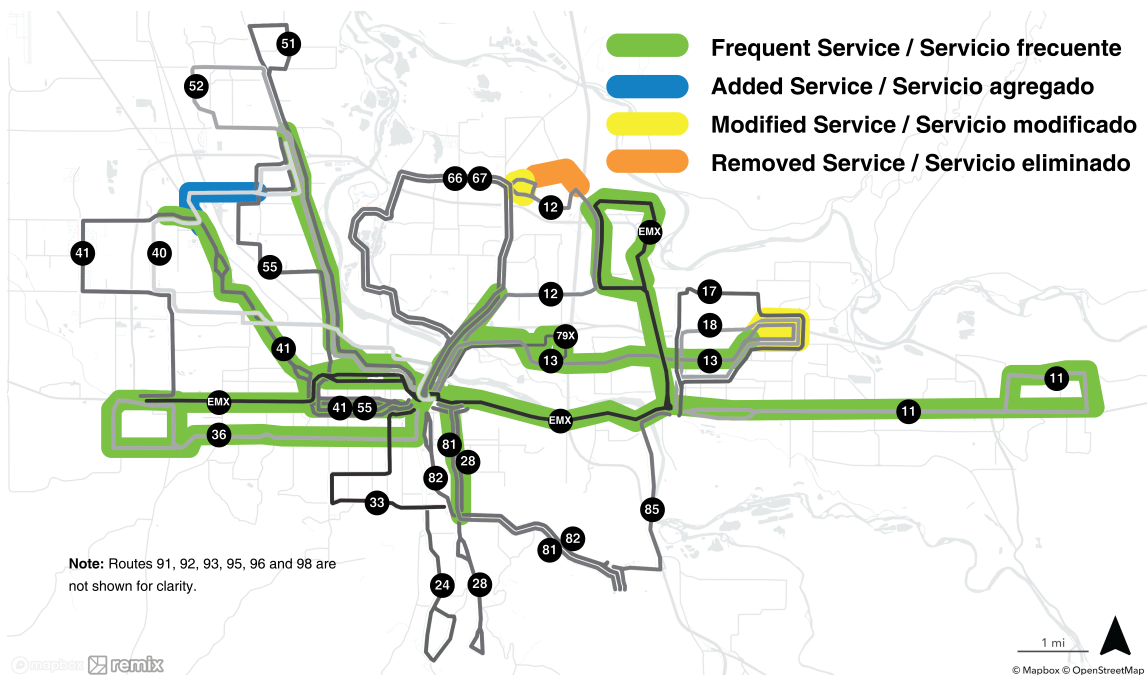 51
Frequent Service / Servicio frecuente
52
Added Service / Servicio agregado
Modified Service / Servicio modificado
Removed Service / Servicio eliminado
66 67
12
EMX
41
40
55
12
17
18
79X
41
13
13
11
EMX
41 55
11
EMX
36
81
28
82
33
85
82
81
Note: Routes 91, 92, 93, 95, 96 and 98 are
not shown for clarity.
24
28
1 mi
mapbox remix
© Mapbox © OpenStreetMap